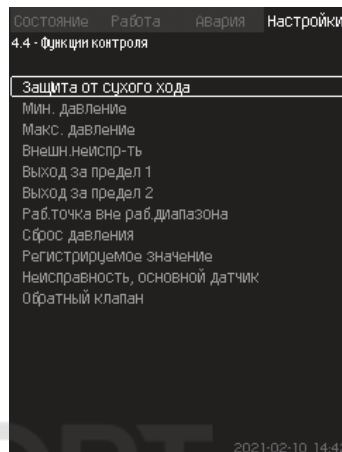 Состояние Работа Авария Настройки
4.4 - Функции контроля
Защита от сухого хода
Мин. давление
Макс. давление
Внешн.неиспр-ть
Выход за предел 1
Выход за предел 2
Раб.точка вне раб.диапазона
Сброс давления
Регистрируемое значение
Неисправность, основной датчик
Обратный клапан
2021-02-10 14:4